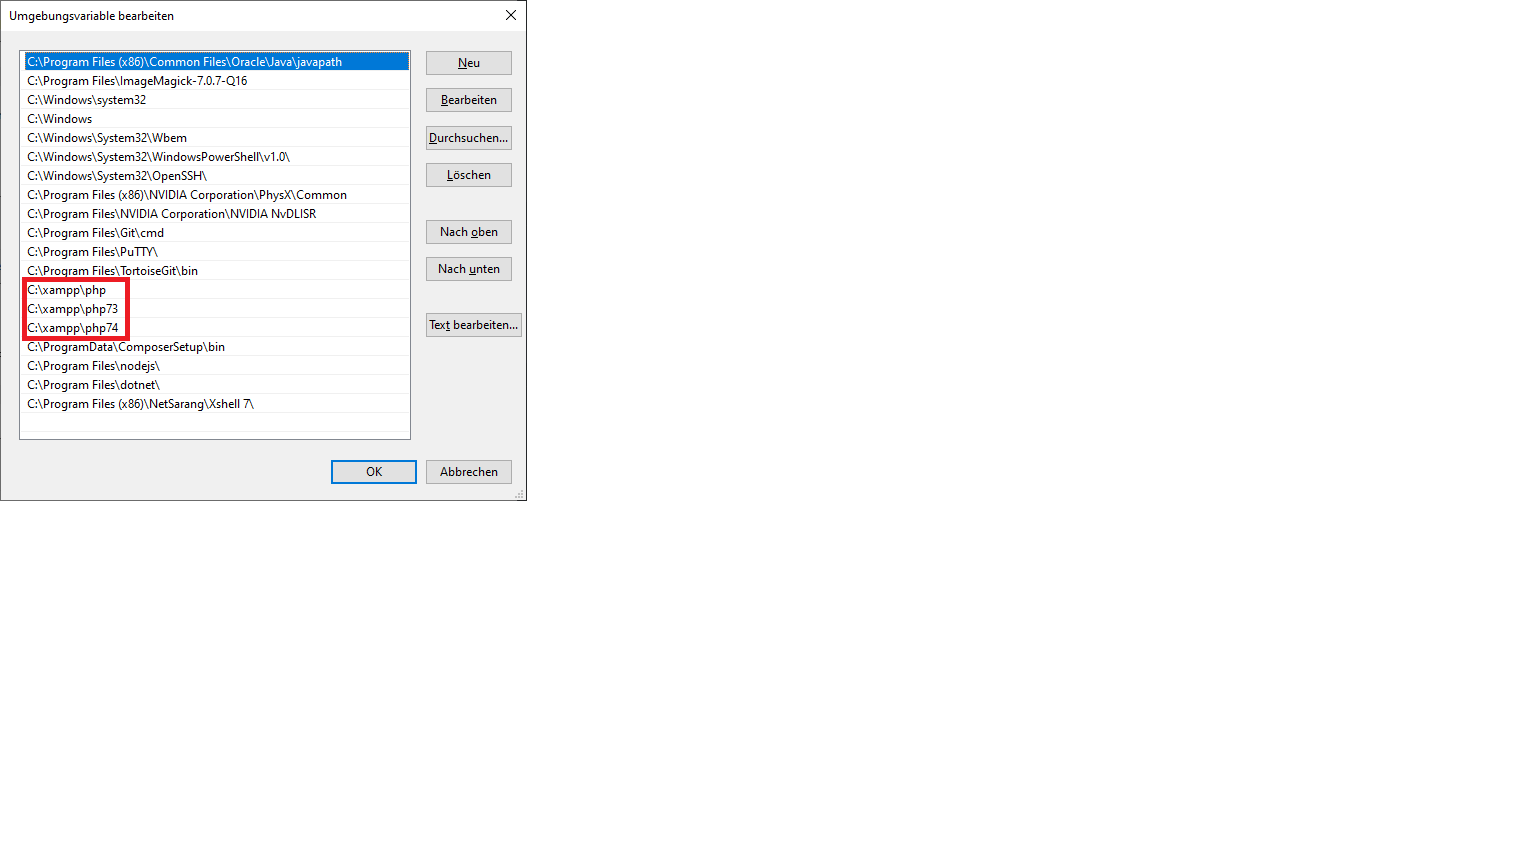 Umgebungsvariable bearbeiten
C:\Program Files (x86)\Common Files\Oracle\Java\javapath
C:\Program Files\ImageMagick-7.0.7-Q16
C:\Windows\system32
C:\Windows
C:\Windows\System32\Wbem
C:\Windows\System32\WindowsPowerShell\v1.0\
C:\Windows\System32\OpenSSH\
C:\Program Files (x86)\NVIDIA Corporation\PhysX\Common
C:\Program Files\NVIDIA Corporation\NVIDIA NvDLISR
C:\Program Files\Git\cmd
C:\Program Files\PuTTY\
C:\Program Files\TortoiseGit\bin
C:\xampp\php
C:\xampp\php73
C:\xampp\php74
C:\ProgramData\ComposerSetup\bin
C:\Program Files\nodejs\
C:\Program Files\dotnet\
C:\Program Files (x86)\NetSarang\Xshell 7\
Neu
Bearbeiten
Durchsuchen...
Löschen
Nach oben
Nach unten
Text bearbeiten...
OK
Abbrechen